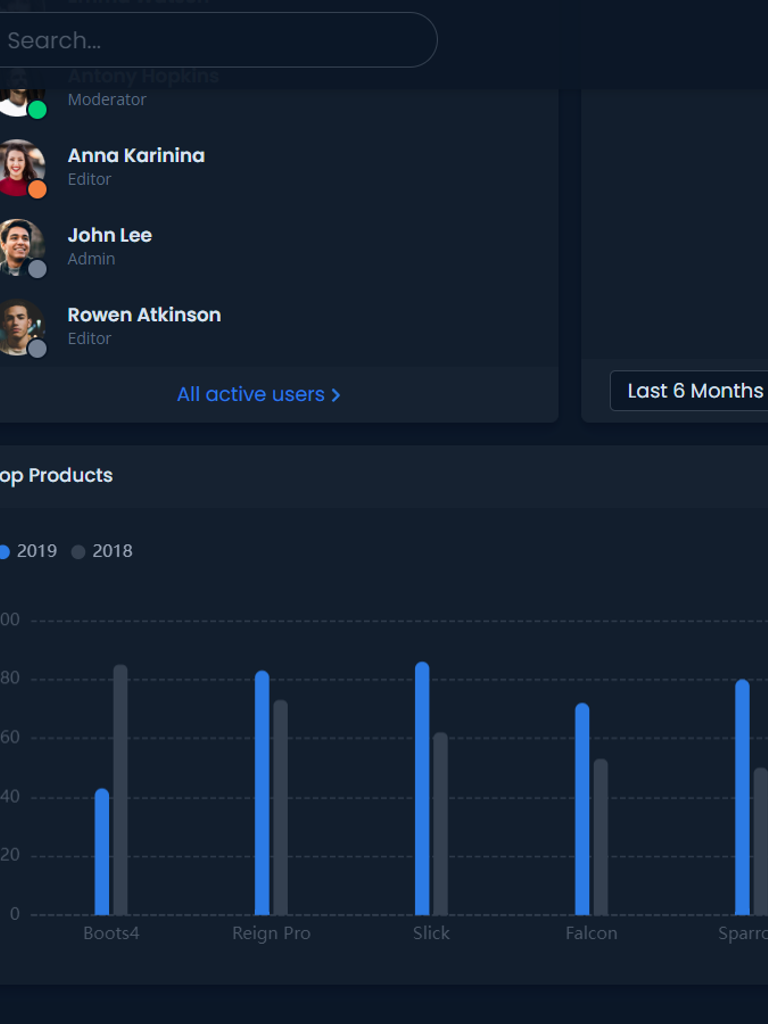 Search...
Antony Hopkins
Moderator
Anna Karinina
Editor
John Lee
Admin
Rowen Atkinson
Editor
All active users
Last 6 Months
op Products
2019 2018
00
80
60
40
20
0
Boots4 Reign Pro Slick Falcon Sparro